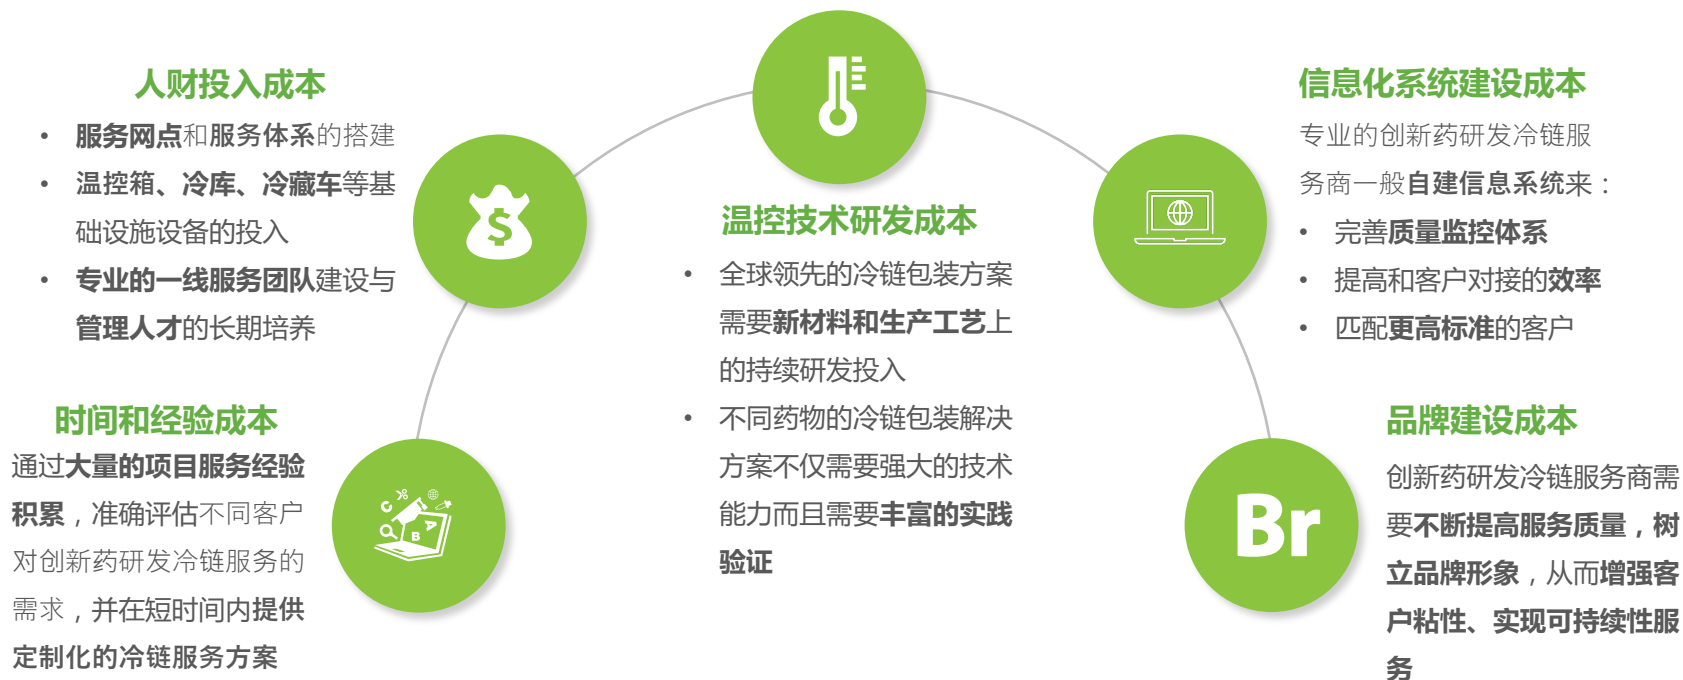 人财投入成本
• 服务网点和服务体系的搭建
• 温控箱、冷库、冷藏车等基
础设施设备的投入
• 专业的一线服务团队建设与
管理人才的长期培养
时间和经验成本
通过大量的项目服务经验
积累，准确评估不同客户
对创新药研发冷链服务的
需求，并在短时间内提供
定制化的冷链服务方案
$
B
A
温控技术研发成本
• 全球领先的冷链包装方案
需要新材料和生产工艺上
的持续研发投入
• 不同药物的冷链包装解决
方案不仅需要强大的技术
能力而且需要丰富的实践
验证
信息化系统建设成本
专业的创新药研发冷链服
务商一般自建信息系统来：
• 完善质量监控体系
• 提高和客户对接的效率
• 匹配更高标准的客户
Br
品牌建设成本
创新药研发冷链服务商需
要不断提高服务质量，树
立品牌形象，从而增强客
户粘性、实现可持续性服
务